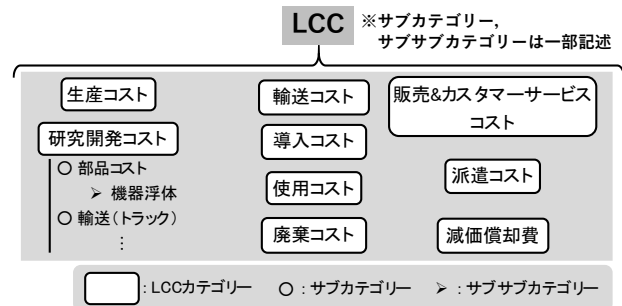 LCC ※サブカテゴリー,
サブサブカテゴリーは一部記述
生産コスト
研究開発コスト
○ 部品コスト
➢ 機器浮体
○ 輸送(トラック)
⋮
輸送コスト
導入コスト
使用コスト
廃棄コスト
販売&カスタマーサービス
コスト
派遣コスト
減価償却費
: LCCカテゴリー ○ : サブカテゴリー ➢ : サブサブカテゴリー